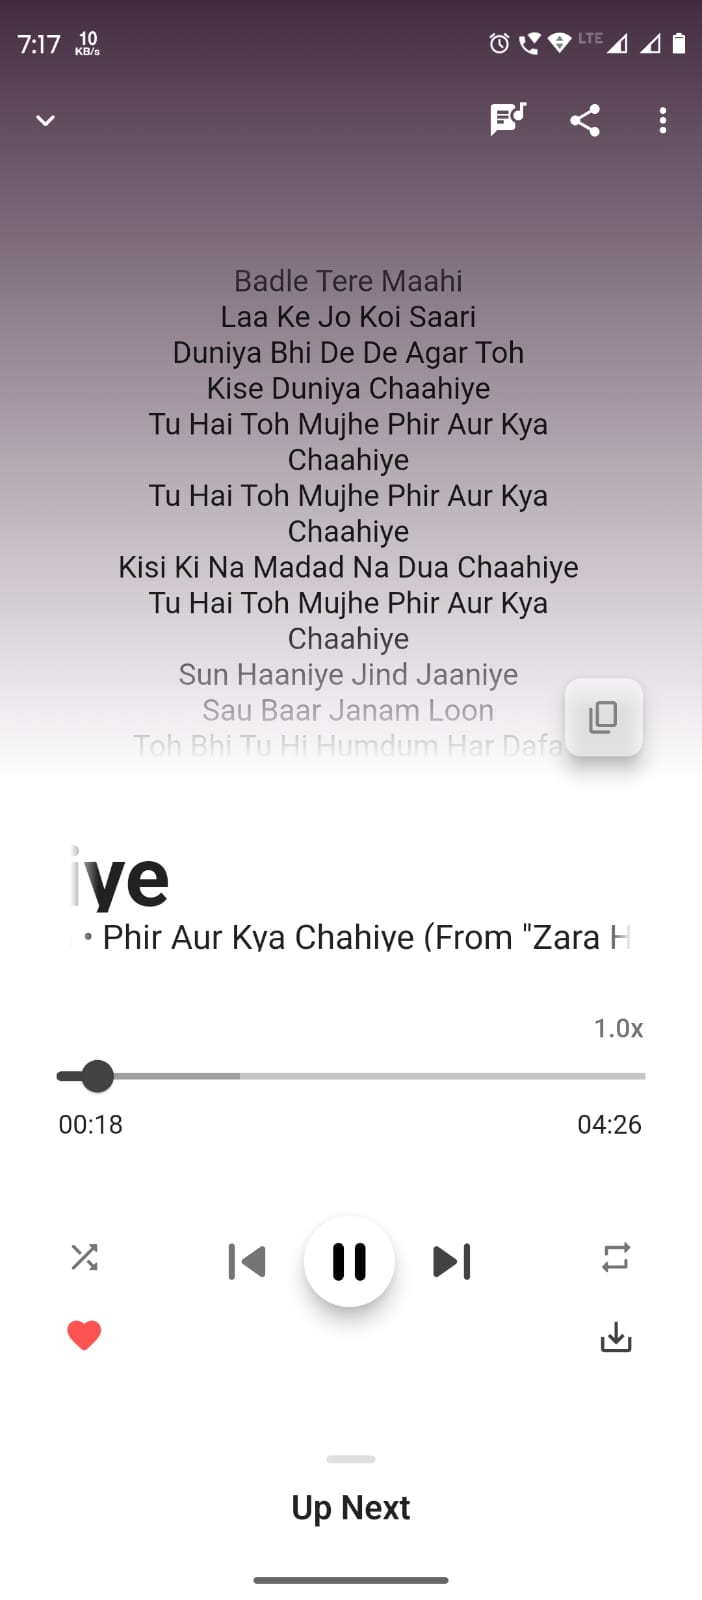 7:17
10
KB/s
LTE
Badle Tere Maahi
Laa Ke Jo Koi Saari
Duniya Bhi De De Agar Toh
Kise Duniya Chaahiye
Tu Hai Toh Mujhe Phir Aur Kya
Chaahiye
Tu Hai Toh Mujhe Phir Aur Kya
Chaahiye
Kisi Ki Na Madad Na Dua Chaahiye
Tu Hai Toh Mujhe Phir Aur Kya
Chaahiye
Sun Haaniye Jind Jaaniye
Sau Baar Janam Loon
Toh Bhi Tu Hi Humdum Har Dafa
iye
• Phir Aur Kya Chahiye (From "Zara H
1.0x
00:18
04:26
Up Next